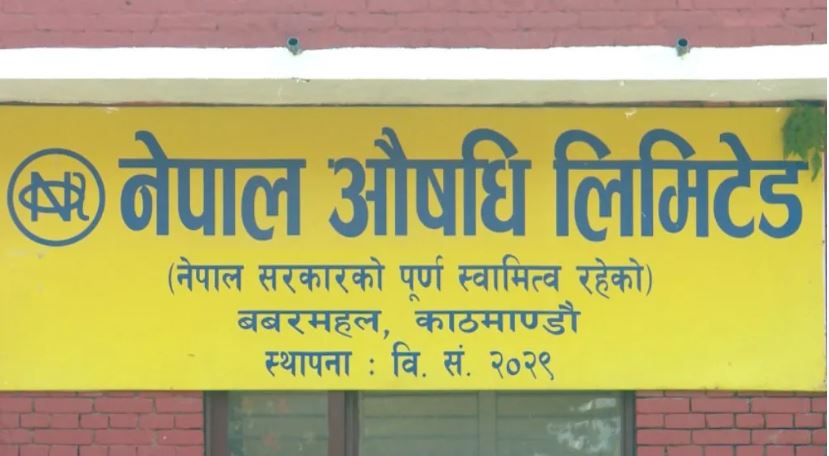 नेपाल औषधि लिमिटेड
(नेपाल सरकारको पूर्ण स्वामित्व रहेको)
बबरमहल, काठमाण्डौ
स्थापना : वि. सं. २०२९